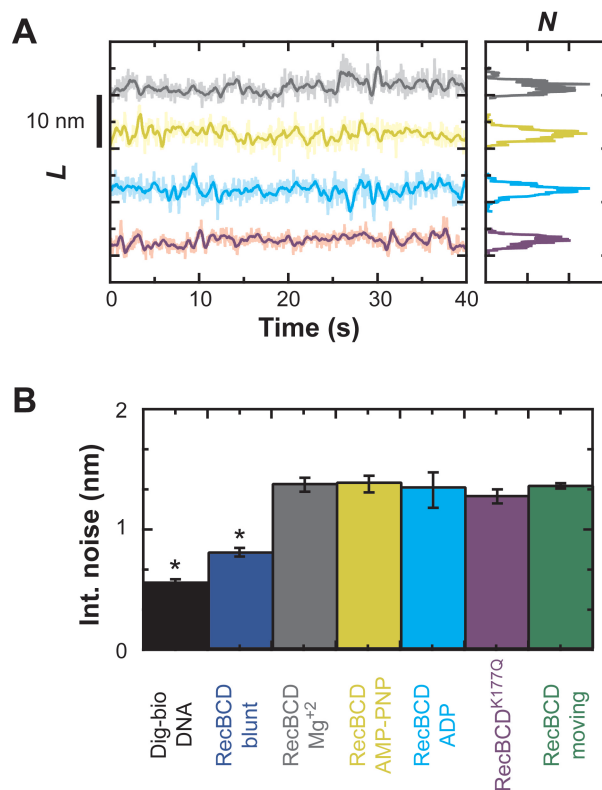 A
N
10 nm
L
0
10
20
30
40
Time (s)
B
2
1
0
Int. noise (nm)
*
*
Dig-bio
DNA
RecBCD
blunt
RecBCD
Mg+2
RecBCD
AMP-PNP
RecBCD
ADP
RecBCDK177Q
RecBCD
moving